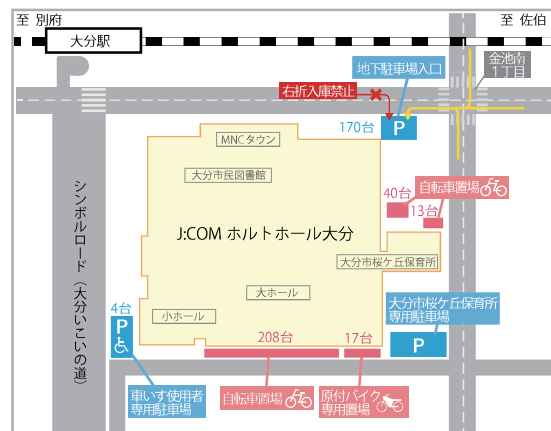 至 別府
至 佐伯
大分駅
金池南
1丁目
地下駐車場入口
右折入庫禁止
170台
P
MNCタウン
大分市民図書館
40台
自転車置場
13台
シンボルロード(大分いこいの道)
J:COM ホルトホール大分
大分市桜ケ丘保育所
大ホール
小ホール
4台
P
大分市桜ケ丘保育所
専用駐車場
208台
17台
P
車いす使用者
専用駐車場
自転車置場
原付バイク
専用置場